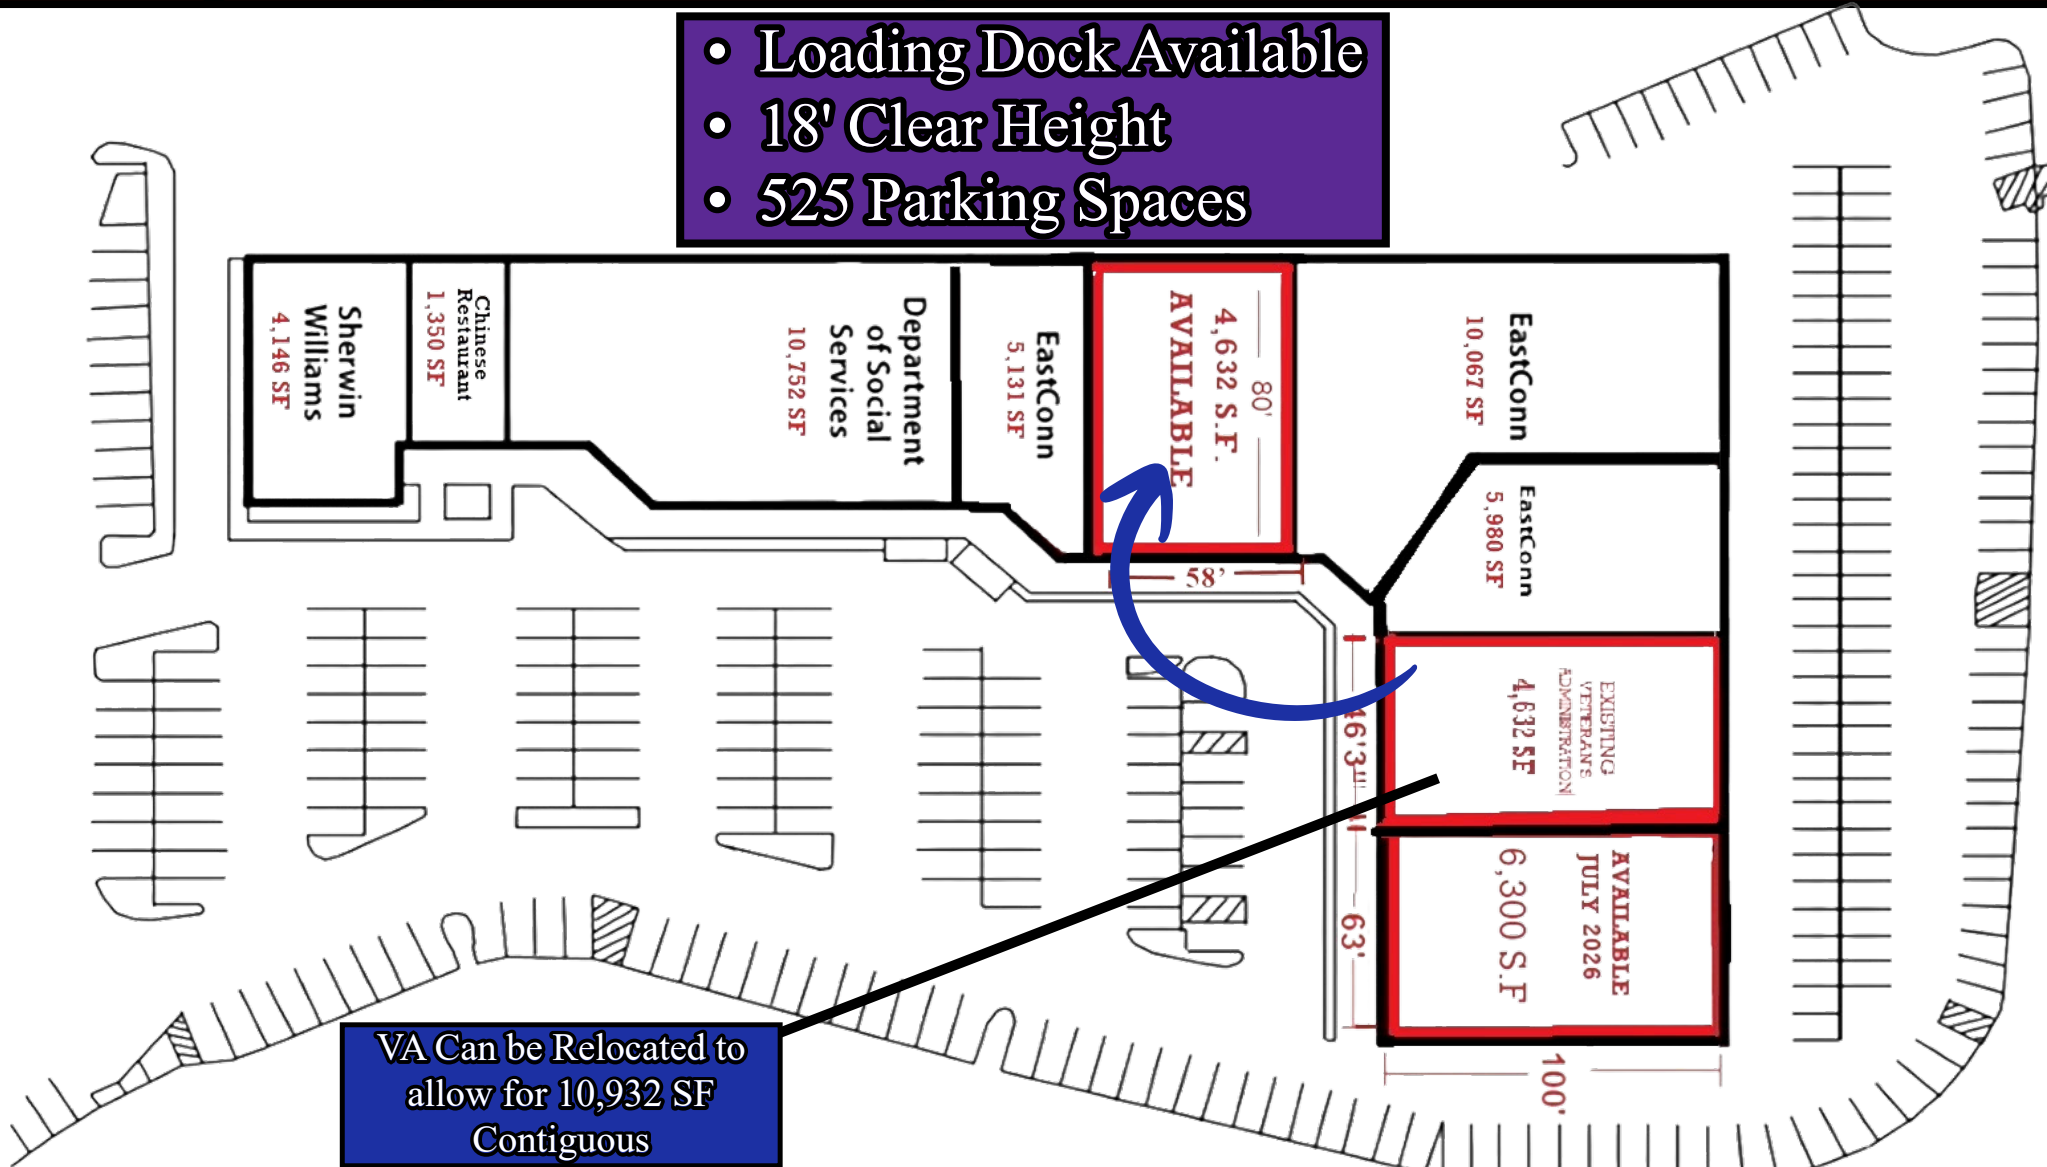 • Loading Dock Available
• 18' Clear Height
• 525 Parking Spaces
Sherwin
Williams
4,146 SF
Chinese
Restaurant
1,350 SF
Department
of Social
Services
10,752 SF
EastConn
5,131 SF
80'
4,632 S.F.
AVAILABLE
58'
EastConn
10,067 SF
EastConn
5,980 SF
EXISTING
VETERAN'S
ADMINISTRATION
4,632 SF
46'3"
AVAILABLE
JULY 2026
6,300 S.F
63'
100'
VA Can be Relocated to
allow for 10,932 SF
Contiguous